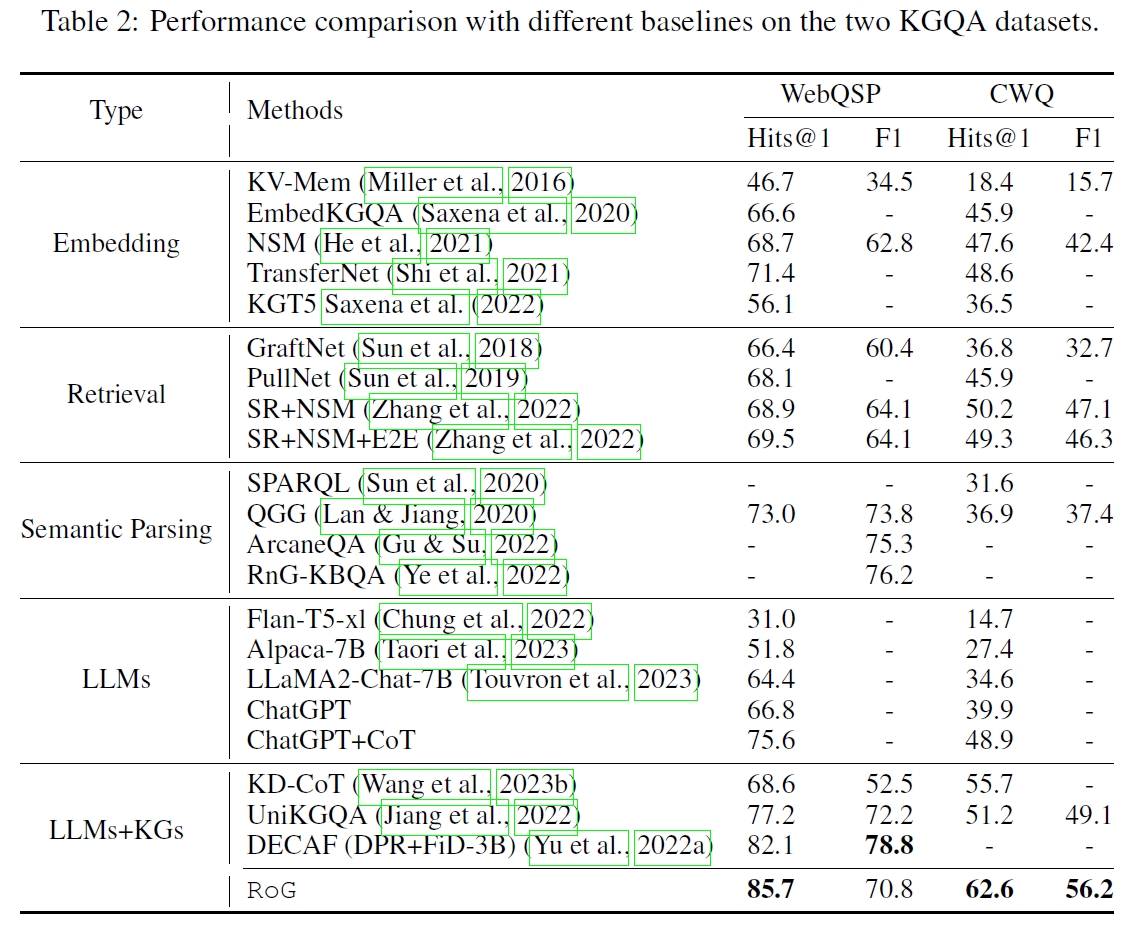 Table 2: Performance comparison with different baselines on the two KGQA datasets.
Type Methods WebQSP CWQ
Hits@1 F1 Hits@1 F1
Embedding
KV-Mem (Miller et al., 2016) 46.7 34.5 18.4 15.7
EmbedKGQA (Saxena et al., 2020) 66.6 - 45.9 -
NSM (He et al., 2021) 68.7 62.8 47.6 42.4
TransferNet (Shi et al., 2021) 71.4 - 48.6 -
KGT5 Saxena et al. (2022) 56.1 - 36.5 -
Retrieval
GraftNet (Sun et al., 2018) 66.4 60.4 36.8 32.7
PullNet (Sun et al., 2019) 68.1 - 45.9 -
SR+NSM (Zhang et al., 2022) 68.9 64.1 50.2 47.1
SR+NSM+E2E (Zhang et al., 2022) 69.5 64.1 49.3 46.3
Semantic Parsing
SPARQL (Sun et al., 2020) - - 31.6 -
QGG (Lan & Jiang, 2020) 73.0 73.8 36.9 37.4
ArcaneQA (Gu & Su, 2022) - 75.3 - -
RnG-KBQA (Ye et al., 2022) - 76.2 - -
LLMs
Flan-T5-xl (Chung et al., 2022) 31.0 - 14.7 -
Alpaca-7B (Taori et al., 2023) 51.8 - 27.4 -
LLaMA2-Chat-7B (Touvron et al., 2023) 64.4 - 34.6 -
ChatGPT 66.8 - 39.9 -
ChatGPT+CoT 75.6 - 48.9 -
LLMs+KGs
KD-CoT (Wang et al., 2023b) 68.6 52.5 55.7 -
UniKGQA (Jiang et al., 2022) 77.2 72.2 51.2 49.1
DECAF (DPR+FiD-3B) (Yu et al., 2022a) 82.1 78.8 - -
RoG 85.7 70.8 62.6 56.2